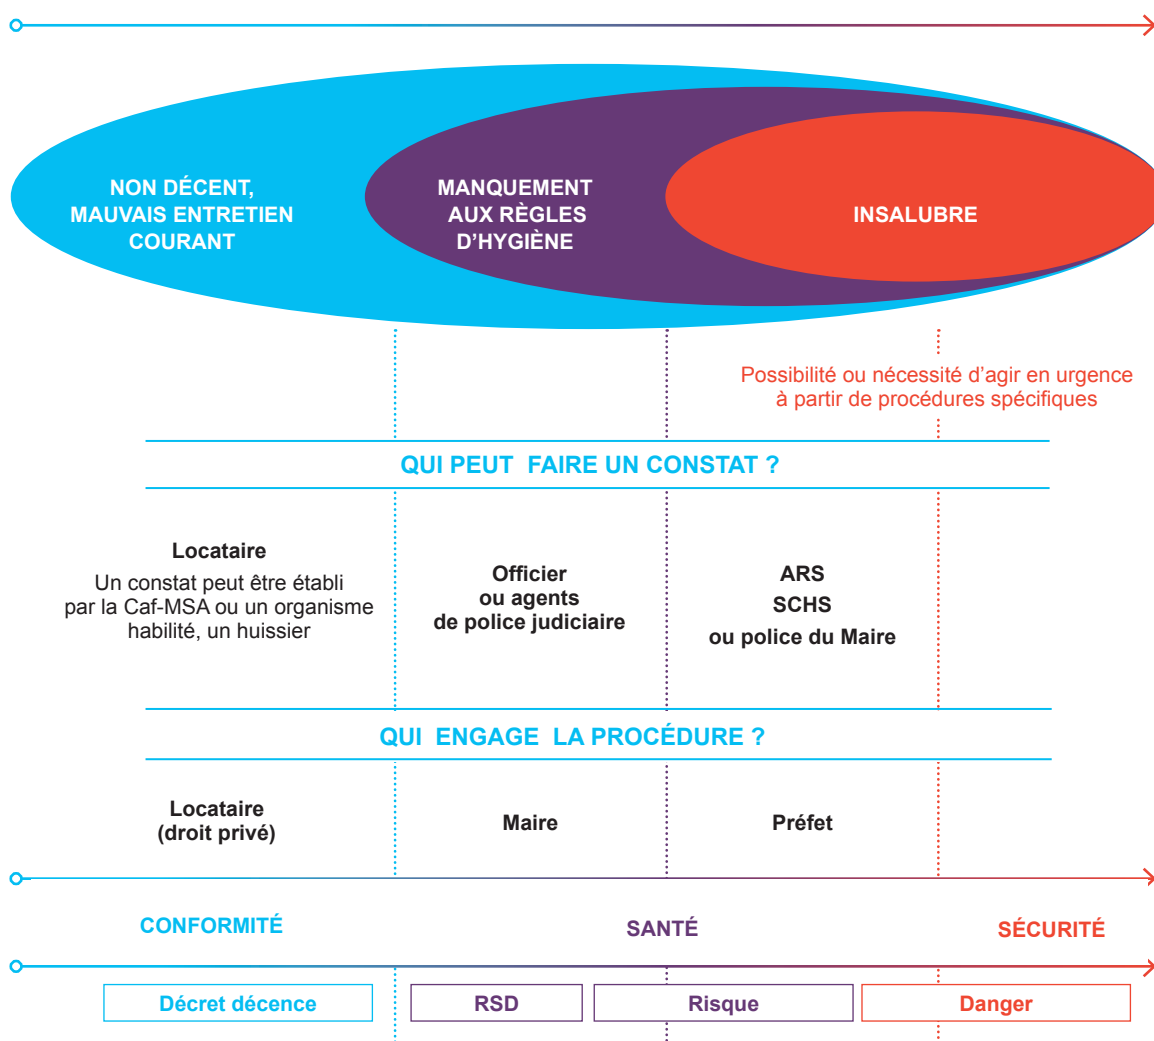 NON DÉCENT,
MAUVAIS ENTRETIEN
COURANT
MANQUEMENT
AUX RÈGLES
D’HYGIÈNE
INSALUBRE
Possibilité ou nécessité d’agir en urgence
à partir de procédures spécifiques
QUI PEUT FAIRE UN CONSTAT ?
Locataire
Un constat peut être établi
par la Caf-MSA ou un organisme
habilité, un huissier
Officier
ou agents
de police judiciaire
ARS
SCHS
ou police du Maire
QUI ENGAGE LA PROCÉDURE ?
Locataire
(droit privé)
Maire
Préfet
CONFORMITÉ
SANTÉ
SÉCURITÉ
Décret décence
RSD
Risque
Danger